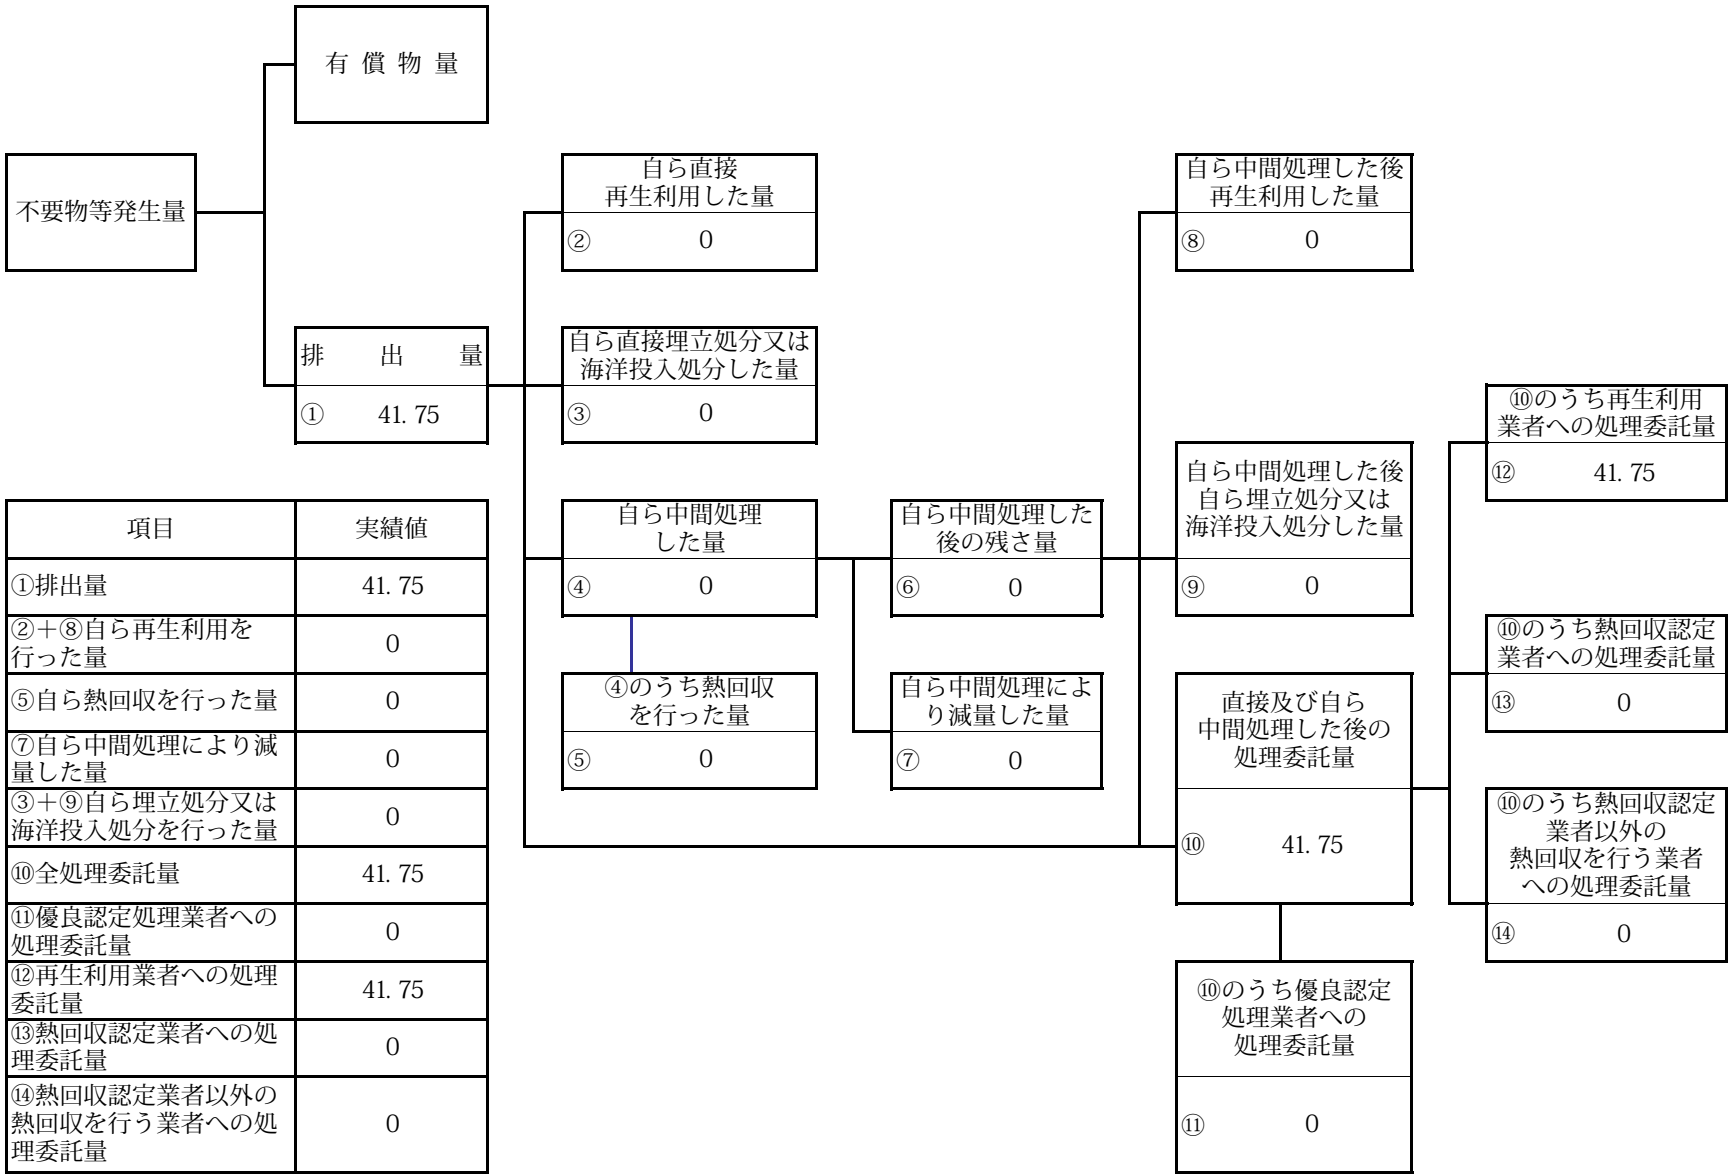 有償物量
不要物等発生量
排出量
① 41.75
自ら直接
再生利用した量
② 0
自ら直接埋立処分又は
海洋投入処分した量
③ 0
自ら中間処理
した量
④ 0
④のうち熱回収
を行った量
⑤ 0
自ら中間処理した
後の残さ量
⑥ 0
自ら中間処理によ
り減量した量
⑦ 0
自ら中間処理した後
再生利用した量
⑧ 0
自ら中間処理した後
自ら埋立処分又は
海洋投入処分した量
⑨ 0
直接及び自ら
中間処理した後の
処理委託量
⑩ 41.75
⑩のうち優良認定
処理業者への
処理委託量
⑪ 0
⑩のうち再生利用
業者への処理委託量
⑫ 41.75
⑩のうち熱回収認定
業者への処理委託量
⑬ 0
⑩のうち熱回収認定
業者以外の
熱回収を行う業者
への処理委託量
⑭ 0
項目 実績値
①排出量 41.75
②＋⑧自ら再生利用を
行った量 0
⑤自ら熱回収を行った量 0
⑦自ら中間処理により減
量した量 0
③＋⑨自ら埋立処分又は
海洋投入処分を行った量 0
⑩全処理委託量 41.75
⑪優良認定処理業者への
処理委託量 0
⑫再生利用業者への処理
委託量 41.75
⑬熱回収認定業者への処
理委託量 0
⑭熱回収認定業者以外の
熱回収を行う業者への処
理委託量 0